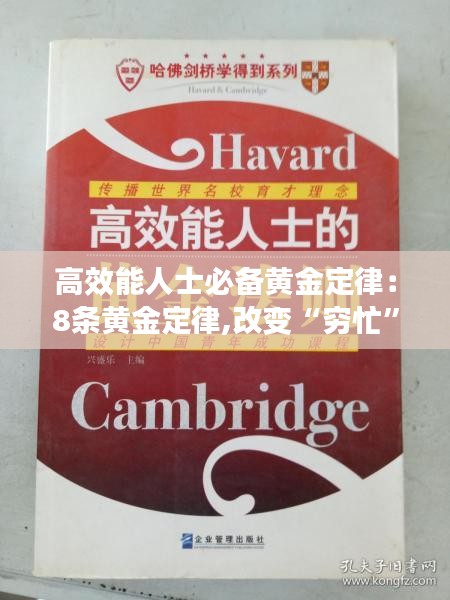 哈佛剑桥学得到系列
Harvard & Cambridge
Havard
传播世界名校育才理念
高效能人士的
高效能人士必备黄金定律：
8条黄金定律,改变“穷忙”
设计中国青年成功课程
兴盛乐 主编
Cambridge
企业管理出版社
孔夫子旧书网
www.kongfz.com